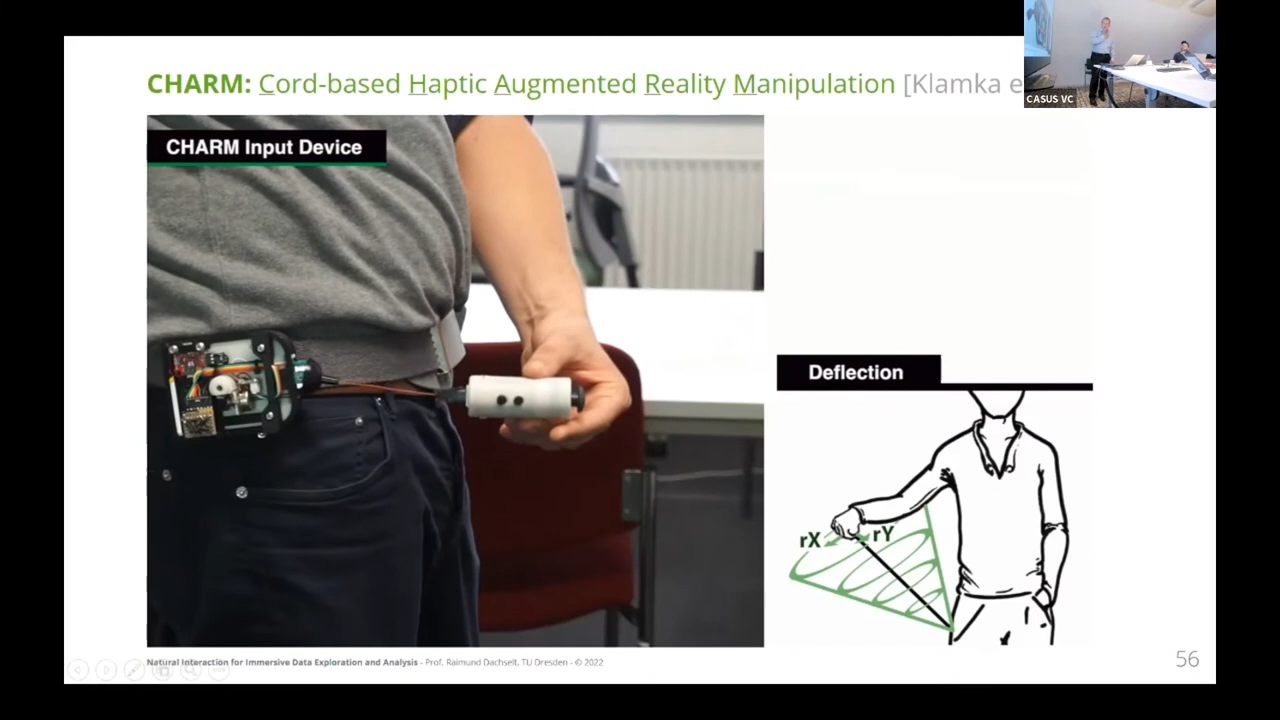 CHARM: Cord-based Haptic Augmented Reality Manipulation [Klamka e
CASUS VC
CHARM Input Device
Deflection
rX
rY
Natural Interaction for Immersive Data Exploration and Analysis - Prof. Raimund Dachselt, TU Dresden - © 2022
56